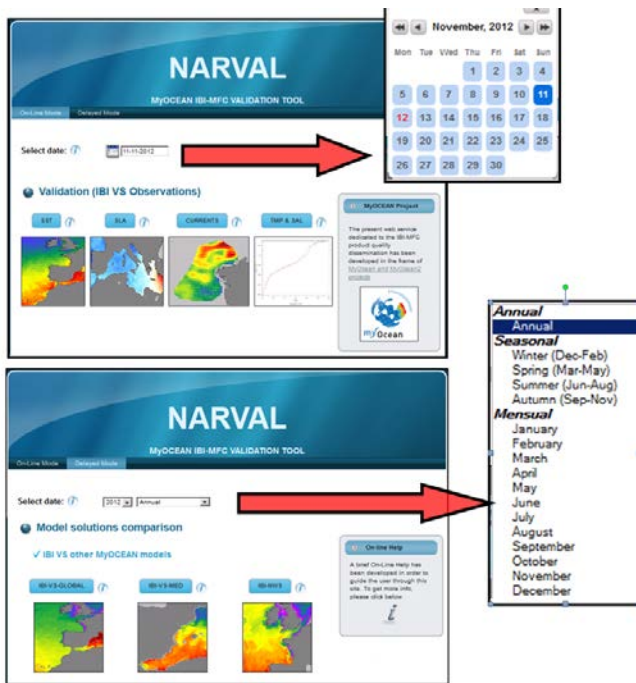 NARVAL
MyOCEAN IBI-MFC VALIDATION TOOL
On-Line Mode Delayed Mode
Select date: 11-11-2012
Validation (IBI VS Observations)
SST SLA CURRENTS TMP & SAL
MyOCEAN Project
The present web service
dedicated to the IBI-MFC
product quality
dissemination has been
developed in the frame of
MyOcean and MyOcean2
projects
myOcean
November, 2012
Mon Tue Wed Thu Fri Sat Sun
1 2 3 4
5 6 7 8 9 10 11
12 13 14 15 16 17 18
19 20 21 22 23 24 25
26 27 28 29 30
NARVAL
MyOCEAN IBI-MFC VALIDATION TOOL
On-Line Mode Delayed Mode
Select date: 2012 Annual
Model solutions comparison
✓ IBI VS other MyOCEAN models
IBI-VS-GLOBAL IBI-VS-MED IBI-NWS
On-line Help
A brief On-Line Help has
been developed in order to
guide the user through this
site. To get more info,
please click below
Annual
Annual
Seasonal
Winter (Dec-Feb)
Spring (Mar-May)
Summer (Jun-Aug)
Autumn (Sep-Nov)
Mensual
January
February
March
April
May
June
July
August
September
October
November
December